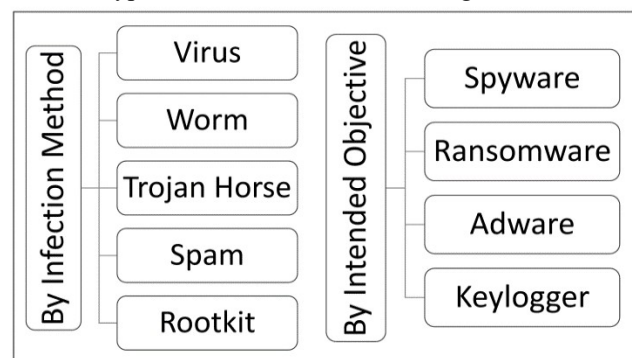 By Infection Method
Virus
Worm
Trojan Horse
Spam
Rootkit
By Intended Objective
Spyware
Ransomware
Adware
Keylogger